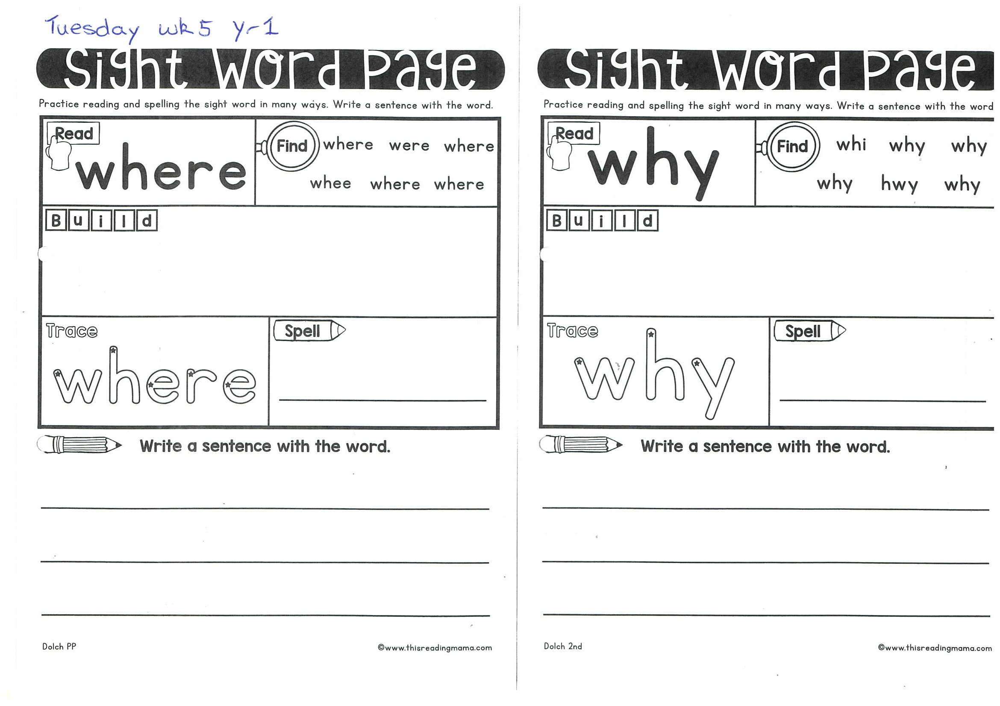 Tuesday wk 5 yr 1
Sight Word Page
Practice reading and spelling the sight word in many ways. Write a sentence with the word.
Read
where
Find
where were where
whee where where
Build
Trace
where
Spell
Write a sentence with the word.
Dolch PP
©www.thisreadingmama.com
Sight Word Page
Practice reading and spelling the sight word in many ways. Write a sentence with the word
Read
why
Find
whi why why
why hwy why
Build
Trace
why
Spell
Write a sentence with the word.
Dolch 2nd
©www.thisreadingmama.com